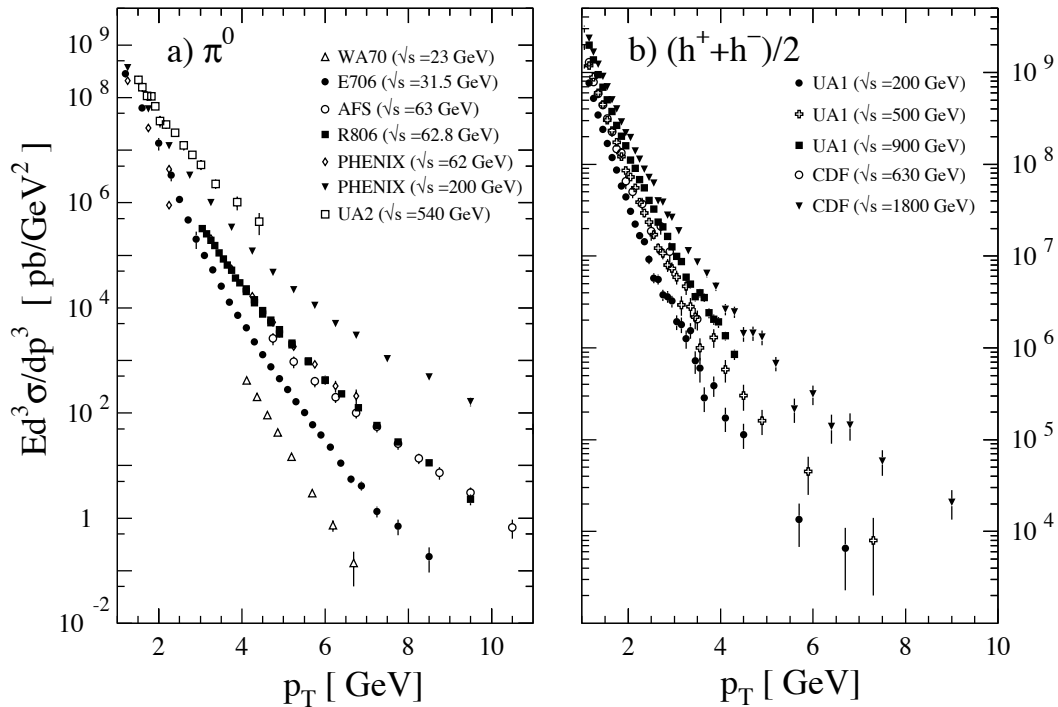 a) π⁰
WA70 (√s =23 GeV)
E706 (√s =31.5 GeV)
AFS (√s =63 GeV)
R806 (√s =62.8 GeV)
PHENIX (√s =62 GeV)
PHENIX (√s =200 GeV)
UA2 (√s =540 GeV)
Ed³σ/dp³ [ pb/GeV² ]
10⁹
10⁸
10⁶
10⁴
10²
1
10⁻²
2 4 6 8 10
p_T [ GeV]
b) (h⁺+h⁻)/2
UA1 (√s =200 GeV)
UA1 (√s =500 GeV)
UA1 (√s =900 GeV)
CDF (√s =630 GeV)
CDF (√s =1800 GeV)
10⁹
10⁸
10⁷
10⁶
10⁵
10⁴
2 4 6 8 10
p_T [ GeV]